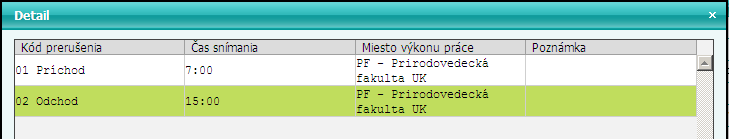 Detail
Kód prerušenia Čas snímania Miesto výkonu práce Poznámka
01 Príchod 7:00 PF - Prírodovedecká
fakulta UK
02 Odchod 15:00 PF - Prírodovedecká
fakulta UK